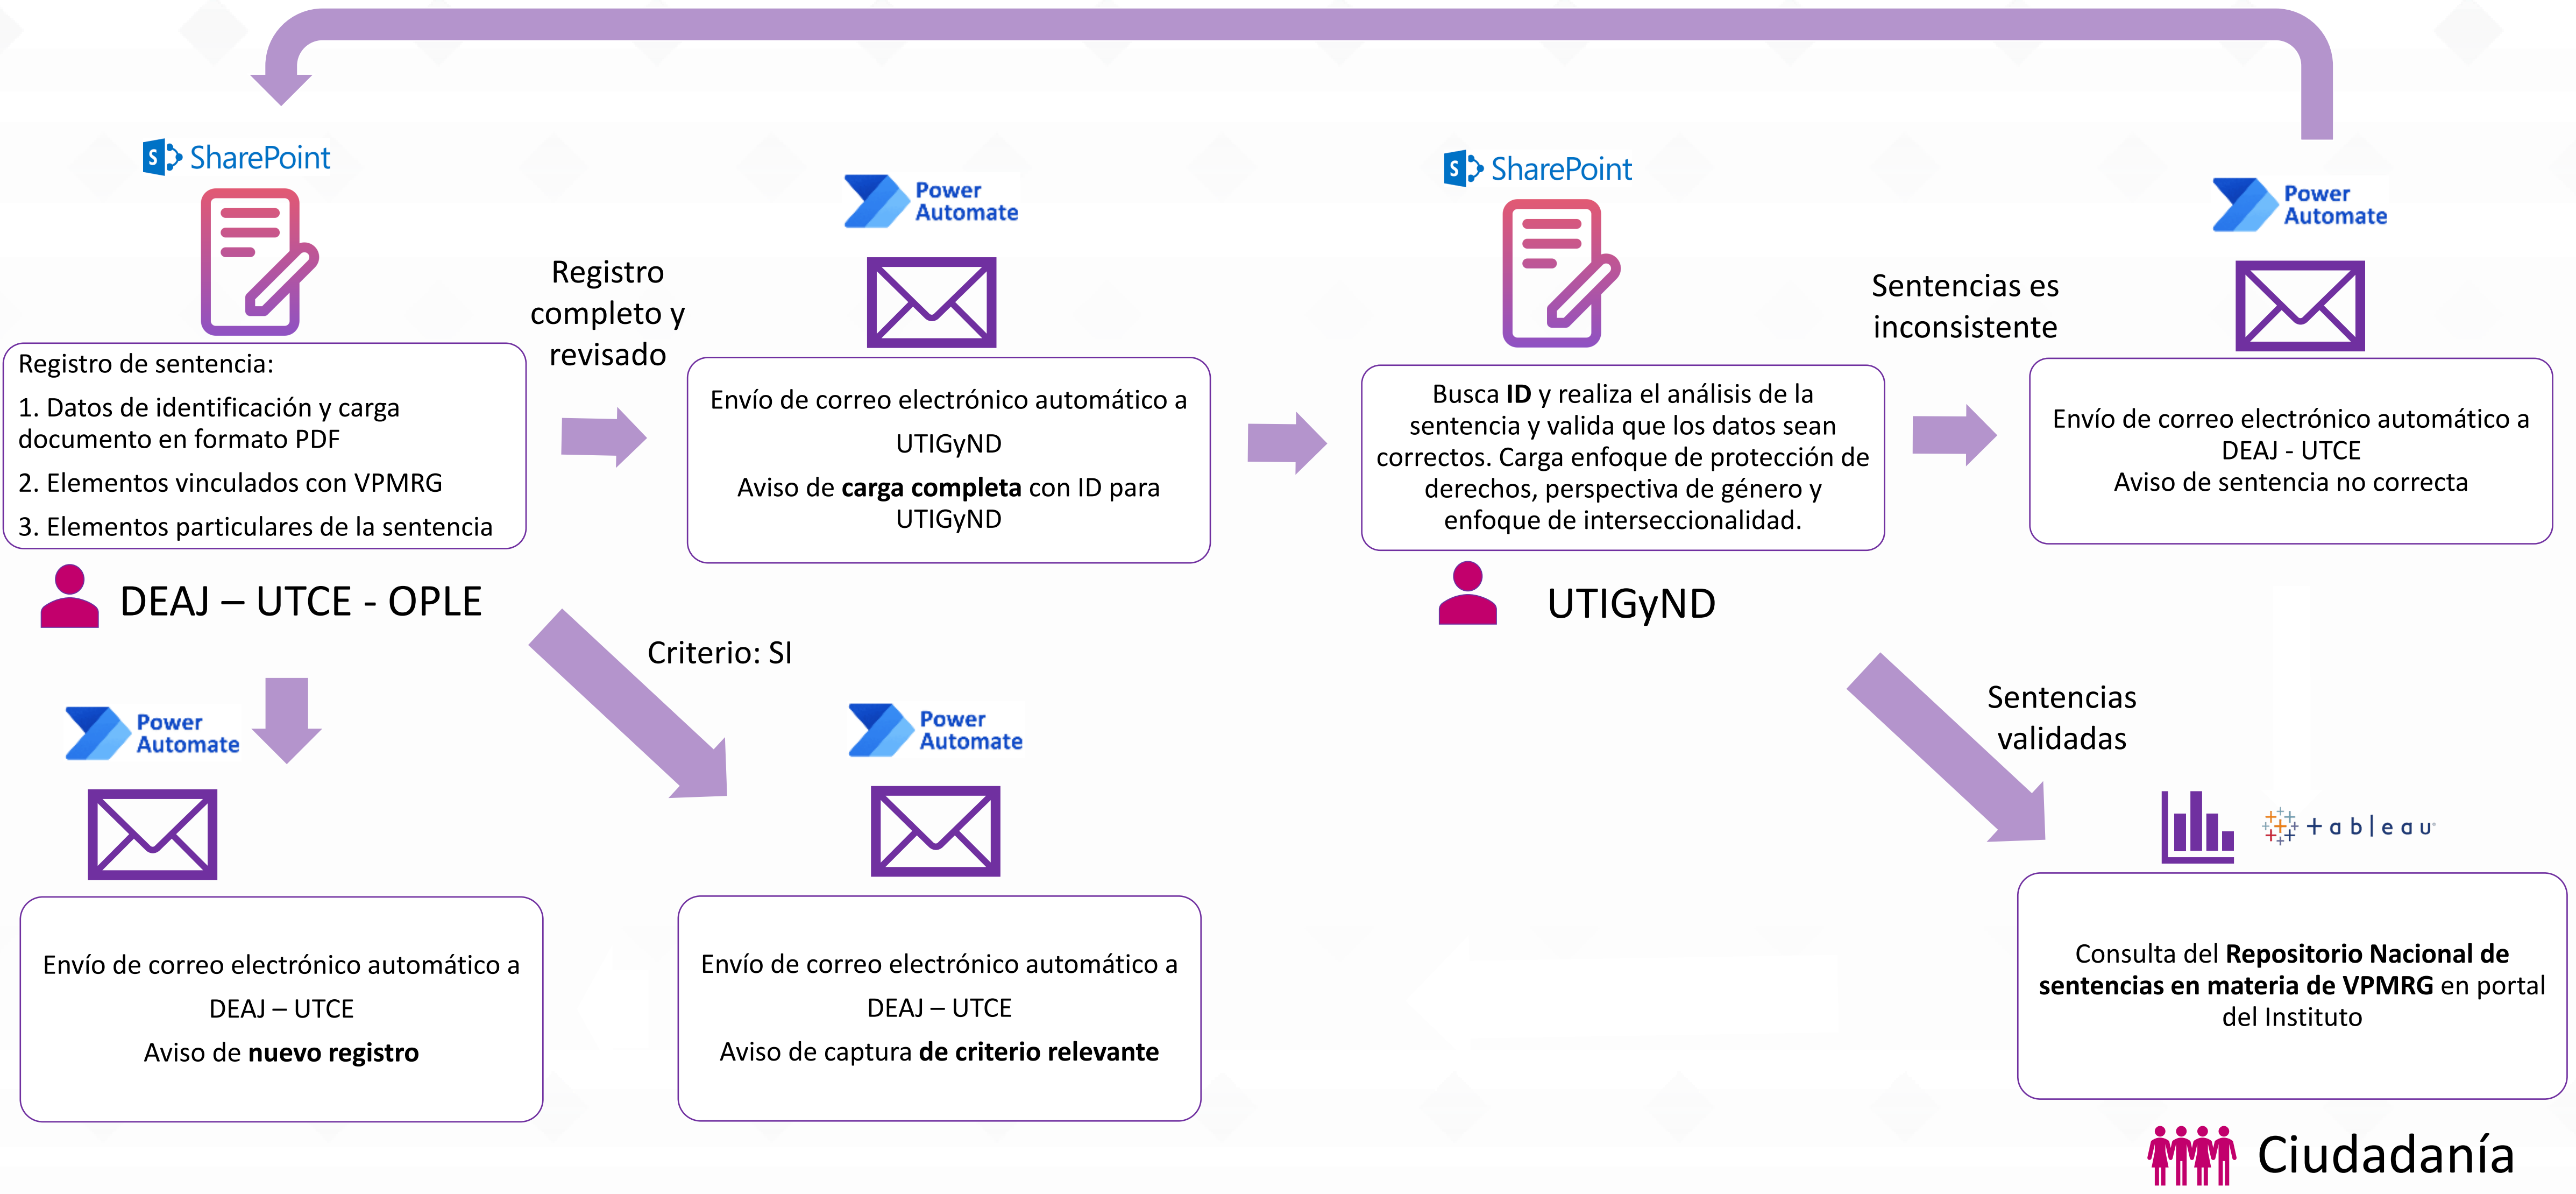 SharePoint
Registro de sentencia:
1. Datos de identificación y carga
documento en formato PDF
2. Elementos vinculados con VPMRG
3. Elementos particulares de la sentencia
DEAJ – UTCE - OPLE
Registro
completo y
revisado
Power
Automate
Envío de correo electrónico automático a
UTIGyND
Aviso de carga completa con ID para
UTIGyND
SharePoint
Busca ID y realiza el análisis de la
sentencia y valida que los datos sean
correctos. Carga enfoque de protección de
derechos, perspectiva de género y
enfoque de interseccionalidad.
UTIGyND
Sentencias es
inconsistente
Power
Automate
Envío de correo electrónico automático a
DEAJ - UTCE
Aviso de sentencia no correcta
Power
Automate
Envío de correo electrónico automático a
DEAJ – UTCE
Aviso de nuevo registro
Criterio: SI
Power
Automate
Envío de correo electrónico automático a
DEAJ – UTCE
Aviso de captura de criterio relevante
Sentencias
validadas
tableau
Consulta del Repositorio Nacional de
sentencias en materia de VPMRG en portal
del Instituto
Ciudadanía